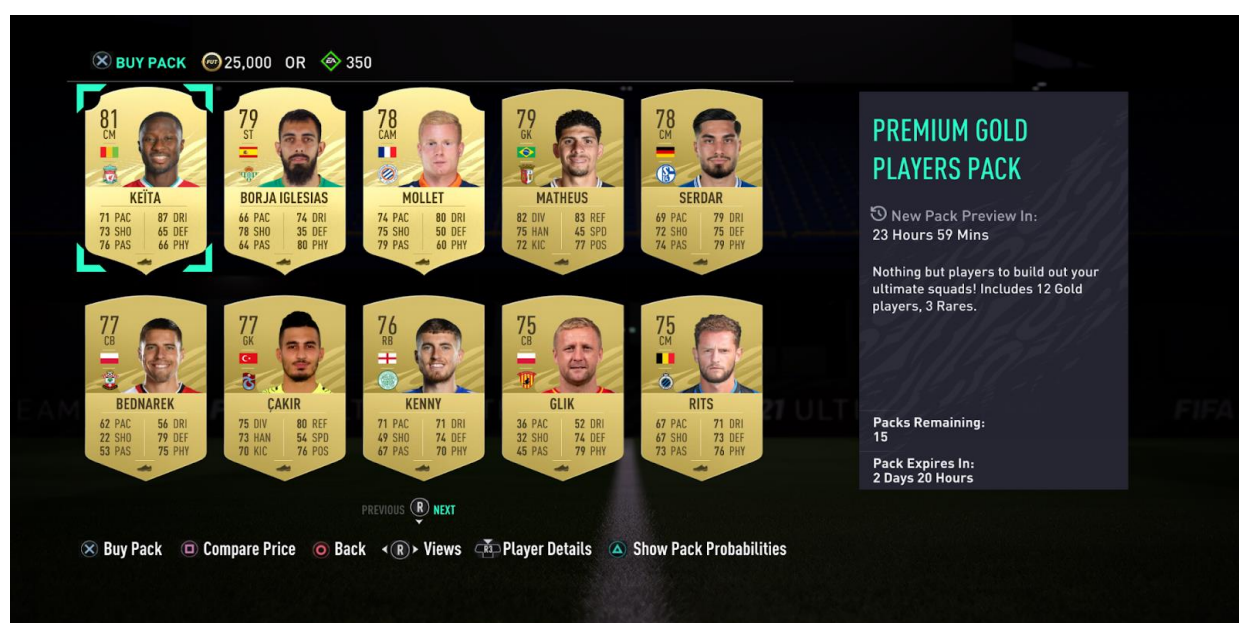 BUY PACK 25,000 OR 350
81
CM
KEÏTA
71 PAC 87 DRI
73 SHO 65 DEF
76 PAS 66 PHY
79
ST
BORJA IGLESIAS
66 PAC 74 DRI
78 SHO 35 DEF
64 PAS 80 PHY
78
CAM
MOLLET
74 PAC 80 DRI
75 SHO 50 DEF
79 PAS 60 PHY
79
GK
MATHEUS
82 DIV 83 REF
75 HAN 45 SPD
72 KIC 77 POS
78
CM
SERDAR
69 PAC 79 DRI
72 SHO 75 DEF
74 PAS 79 PHY
77
CB
BEDNAREK
62 PAC 56 DRI
22 SHO 79 DEF
53 PAS 75 PHY
77
GK
ÇAKIR
75 DIV 80 REF
73 HAN 54 SPD
70 KIC 76 POS
76
RB
KENNY
71 PAC 71 DRI
49 SHO 74 DEF
67 PAS 70 PHY
75
CB
GLIK
36 PAC 52 DRI
32 SHO 74 DEF
45 PAS 79 PHY
75
CM
RITS
67 PAC 71 DRI
67 SHO 73 DEF
73 PAS 76 PHY
PREVIOUS R NEXT
Buy Pack Compare Price Back R Views R3 Player Details Show Pack Probabilities
PREMIUM GOLD
PLAYERS PACK
New Pack Preview In:
23 Hours 59 Mins
Nothing but players to build out your
ultimate squads! Includes 12 Gold
players, 3 Rares.
Packs Remaining:
15
Pack Expires In:
2 Days 20 Hours
FIFA